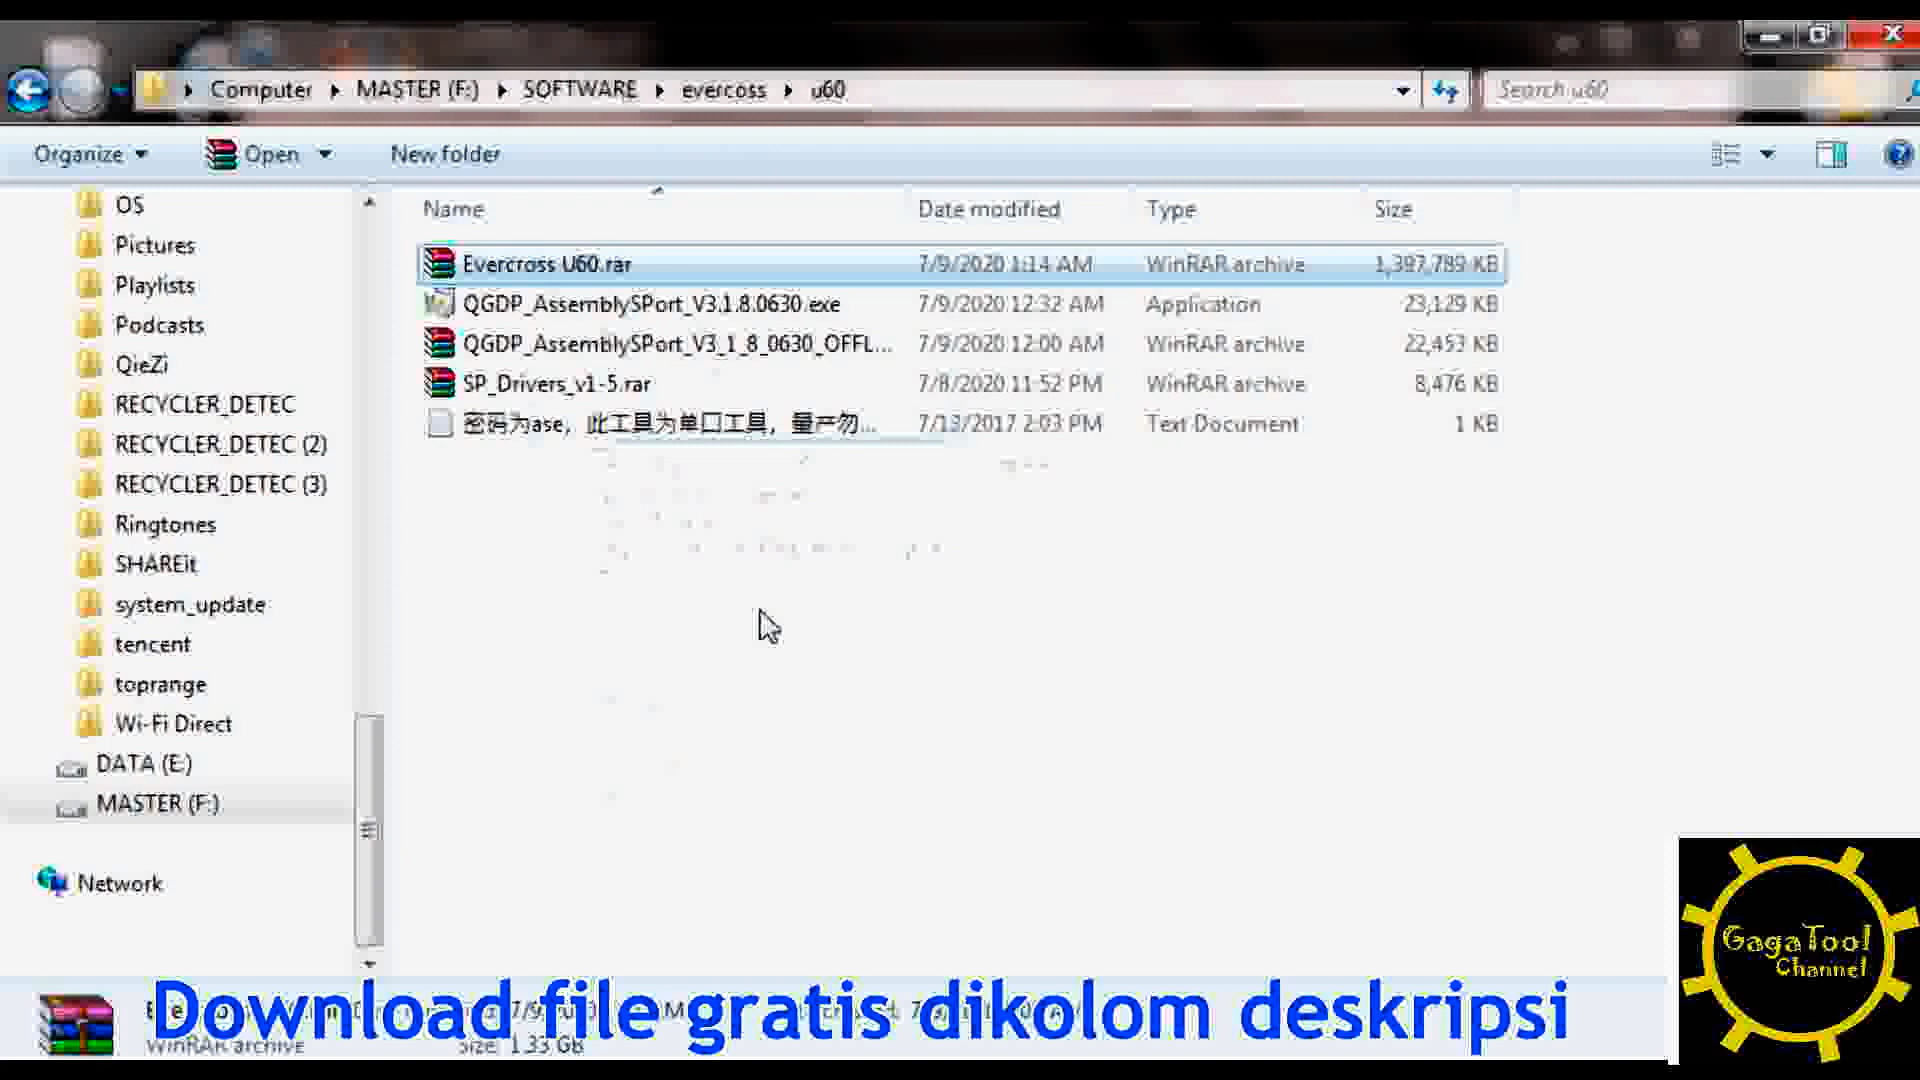 Computer MASTER (F:) SOFTWARE evercoss u60
Search u60
Organize Open New folder
OS
Pictures
Playlists
Podcasts
QieZi
RECYCLER_DETEC
RECYCLER_DETEC (2)
RECYCLER_DETEC (3)
Ringtones
SHAREit
system_update
tencent
toprange
Wi-Fi Direct
DATA (E:)
MASTER (F:)
Network
Name Date modified Type Size
Evercross U60.rar 7/9/2020 1:14 AM WinRAR archive 1,397,789 KB
QGDP_AssemblySPort_V3.1.8.0630.exe 7/9/2020 12:32 AM Application 23,129 KB
QGDP_AssemblySPort_V3_1_8_0630_OFFL... 7/9/2020 12:00 AM WinRAR archive 22,453 KB
SP_Drivers_v1-5.rar 7/8/2020 11:52 PM WinRAR archive 8,476 KB
密码为ase，此工具为单口工具，量产勿... 7/13/2017 2:03 PM Text Document 1 KB
Download file gratis dikolom deskripsi
WinRAR archive Size: 1.33 GB
GagaTool
Channel